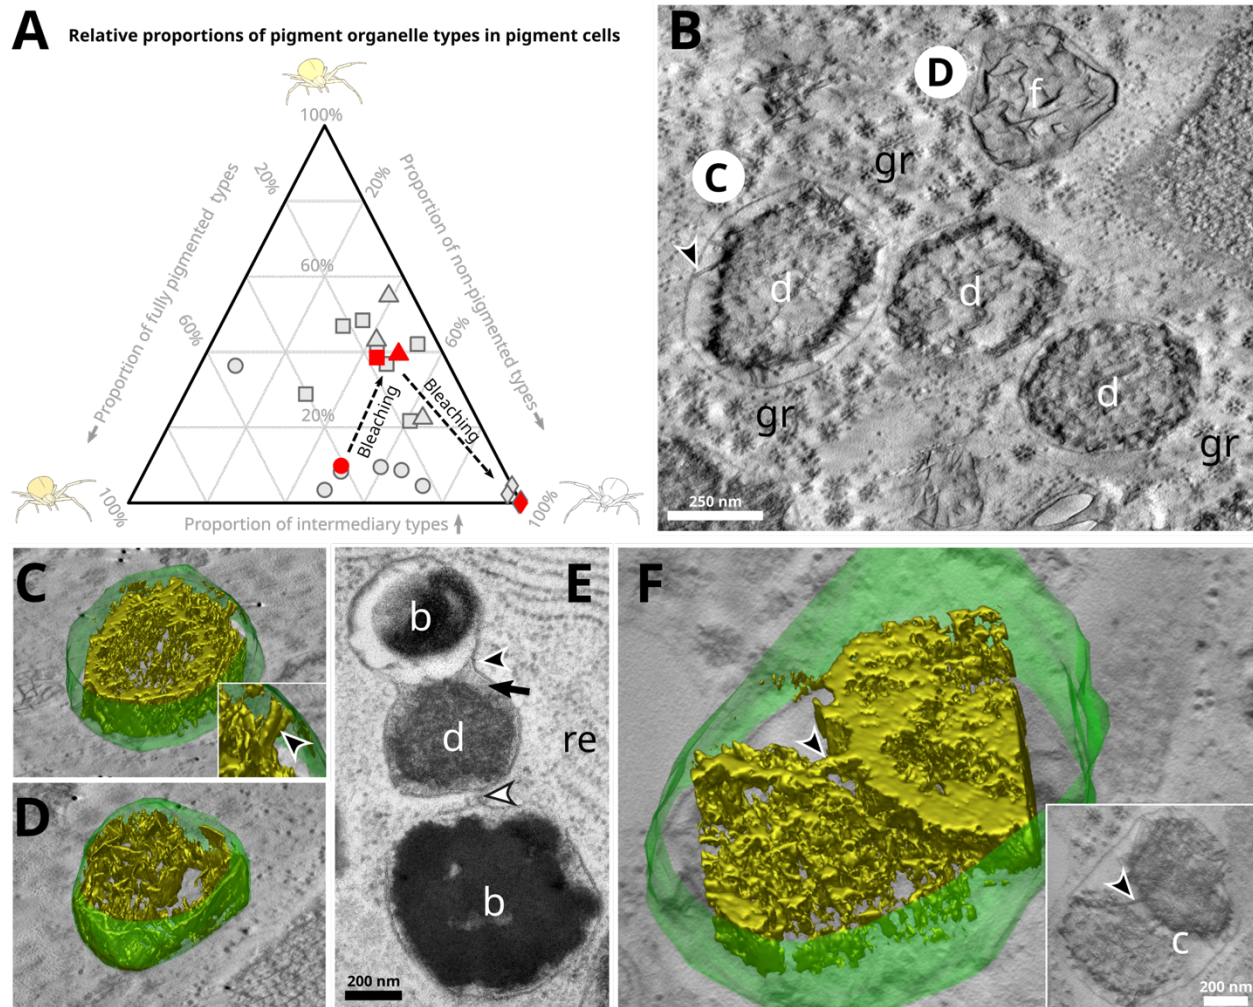 A
Relative proportions of pigment organelle types in pigment cells
100%
20%
20%
Proportion of fully pigmented types
Proportion of non-pigmented types
60%
60%
60%
20%
Bleaching
Bleaching
100%
100%
Proportion of intermediary types
B
D
f
C
gr
d
d
d
gr
gr
250 nm
C
D
E
b
d
re
b
200 nm
F
c
200 nm